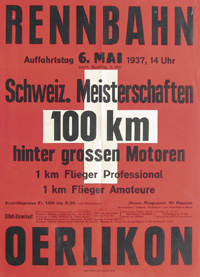 RENNBAHN
Auffahrtstag 6. MAI 1937, 14 Uhr
Schweiz. Meisterschaften
100 km
hinter grossen Motoren
1 km Flieger Professional
1 km Flieger Amateure
OERLIKON